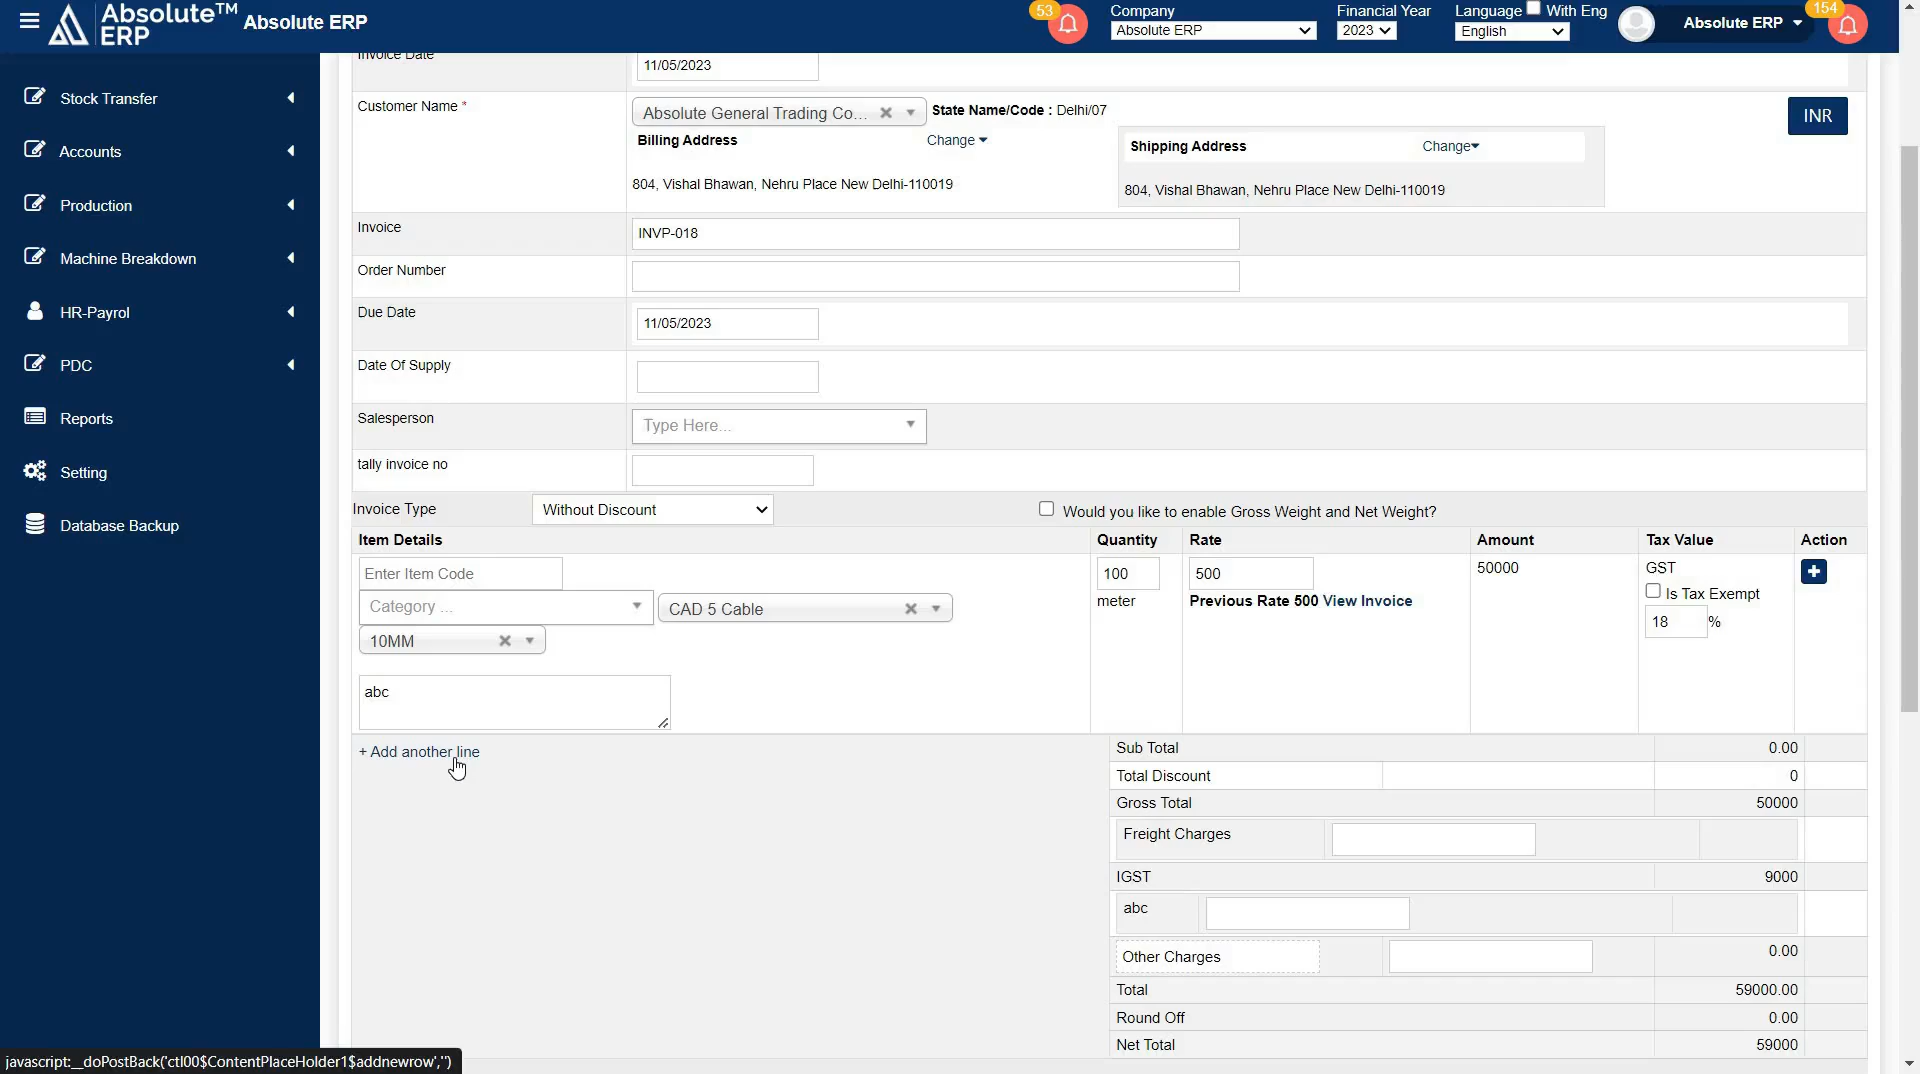 Absolute™ ERP
Absolute ERP
53
Company
Absolute ERP
Financial Year
2023
Language
With Eng
English
Absolute ERP
154
Stock Transfer
Accounts
Production
Machine Breakdown
HR-Payrol
PDC
Reports
Setting
Database Backup
Invoice Date
11/05/2023
Customer Name *
Absolute General Trading Co...
State Name/Code : Delhi/07
INR
Billing Address
Change
Shipping Address
Change
804, Vishal Bhawan, Nehru Place New Delhi-110019
804, Vishal Bhawan, Nehru Place New Delhi-110019
Invoice
INVP-018
Order Number
Due Date
11/05/2023
Date Of Supply
Salesperson
Type Here...
tally invoice no
Invoice Type
Without Discount
Would you like to enable Gross Weight and Net Weight?
Item Details
Quantity
Rate
Amount
Tax Value
Action
Enter Item Code
100
500
50000
GST
Category ...
CAD 5 Cable
meter
Previous Rate 500 View Invoice
Is Tax Exempt
10MM
18
%
abc
+ Add another line
Sub Total
0.00
Total Discount
0
Gross Total
50000
Freight Charges
IGST
9000
abc
Other Charges
0.00
Total
59000.00
Round Off
0.00
Net Total
59000
javascript:__doPostBack('ctl00$ContentPlaceHolder1$addnewrow','')